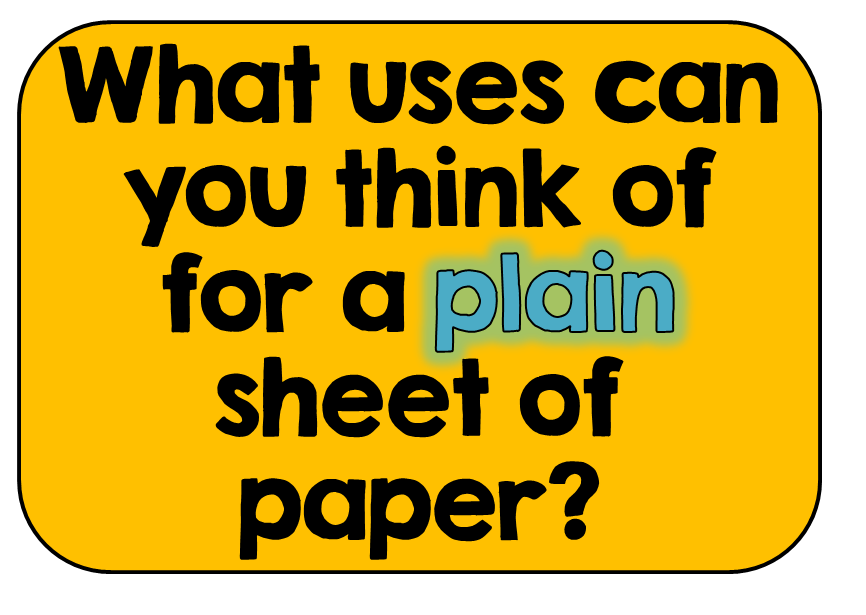 What uses can
you think of
for a plain
sheet of
paper?